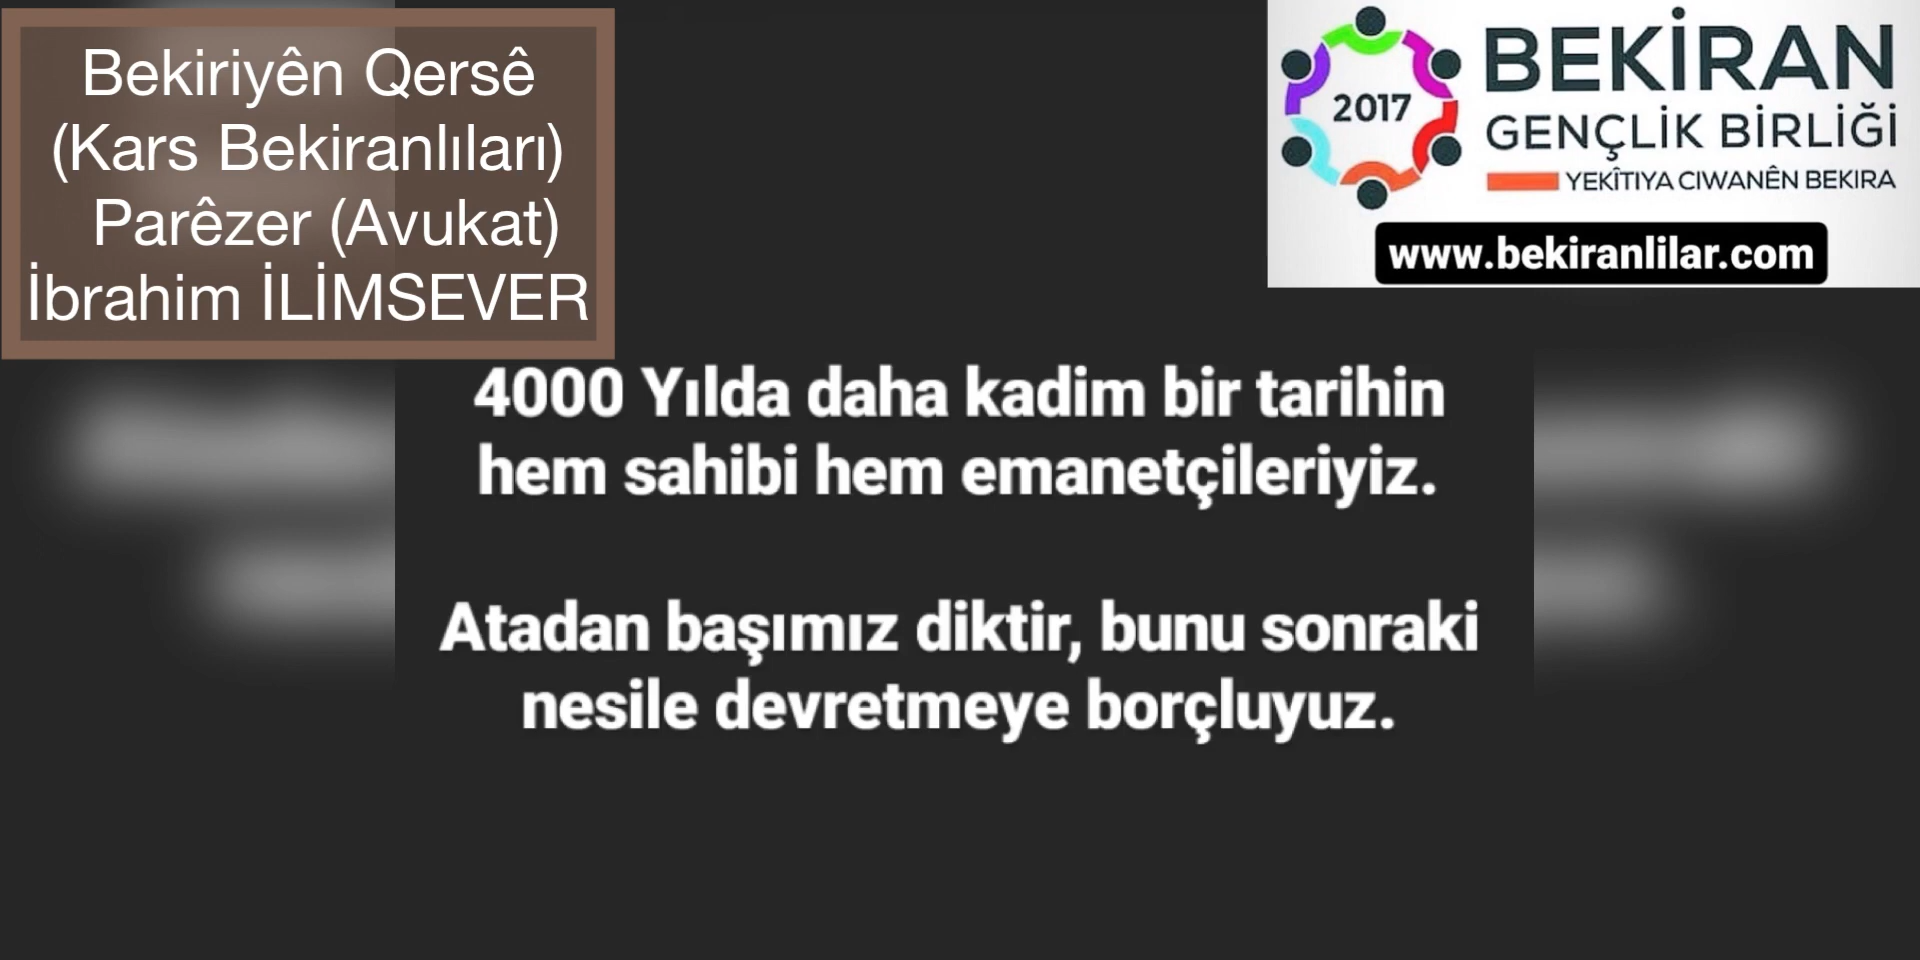 Bekiriyên Qersê
(Kars Bekiranlıları)
Parêzer (Avukat)
İbrahim İLİMSEVER
2017
BEKİRAN
GENÇLİK BİRLİĞİ
YEKÎTIYA CIWANÊN BEKIRA
www.bekiranlilar.com
4000 Yılda daha kadim bir tarihin
hem sahibi hem emanetçileriyiz.
Atadan başımız diktir, bunu sonraki
nesile devretmeye borçluyuz.